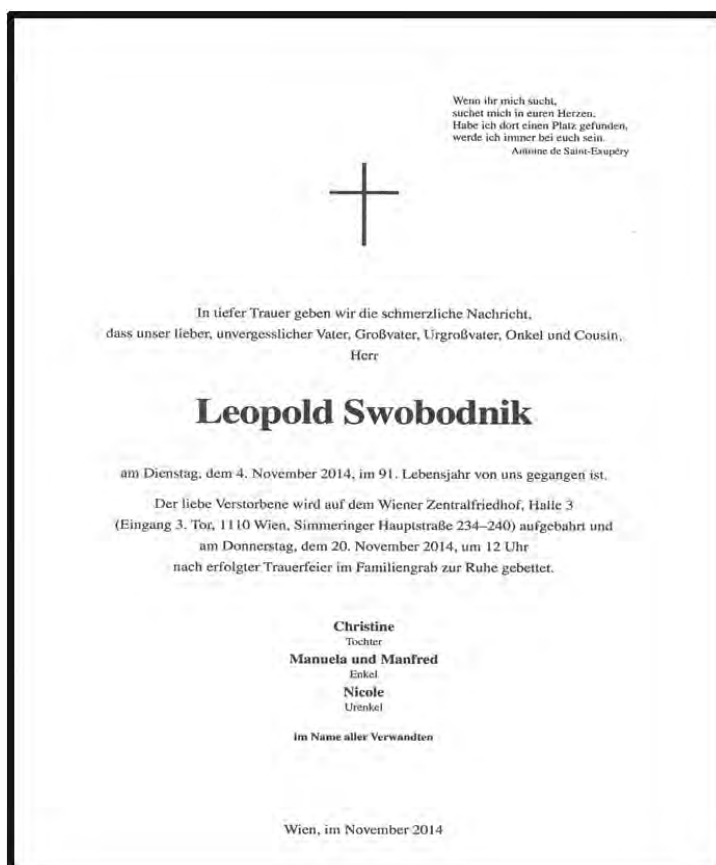 Wenn ihr mich sucht,
suchet mich in euren Herzen.
Habe ich dort einen Platz gefunden,
werde ich immer bei euch sein.
Antoine de Saint-Exupéry
In tiefer Trauer geben wir die schmerzliche Nachricht,
dass unser lieber, unvergesslicher Vater, Großvater, Urgroßvater, Onkel und Cousin,
Herr
Leopold Swobodnik
am Dienstag, dem 4. November 2014, im 91. Lebensjahr von uns gegangen ist.
Der liebe Verstorbene wird auf dem Wiener Zentralfriedhof, Halle 3
(Eingang 3. Tor, 1110 Wien, Simmeringer Hauptstraße 234–240) aufgebahrt und
am Donnerstag, dem 20. November 2014, um 12 Uhr
nach erfolgter Trauerfeier im Familiengrab zur Ruhe gebettet.
Christine
Tochter
Manuela und Manfred
Enkel
Nicole
Urenkel
im Name aller Verwandten
Wien, im November 2014